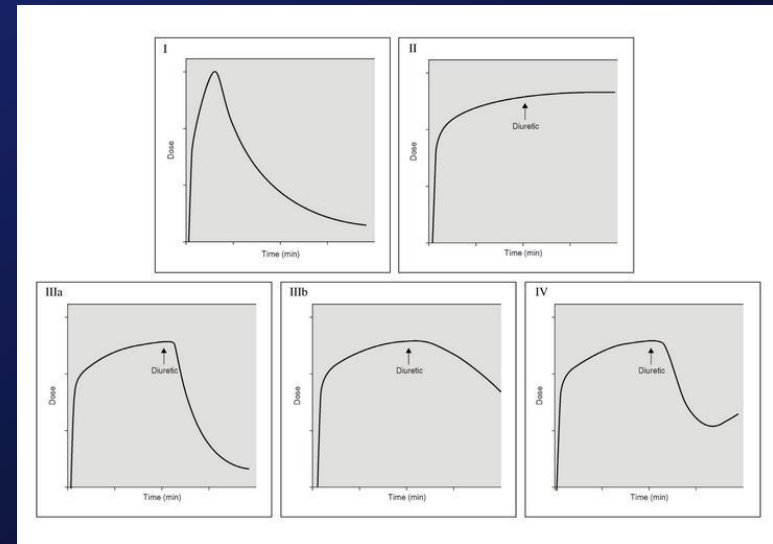 I
Dose
Time (min)
II
Dose
Diuretic
Time (min)
IIIa
Dose
Diuretic
Time (min)
IIIb
Dose
Diuretic
Time (min)
IV
Dose
Diuretic
Time (min)